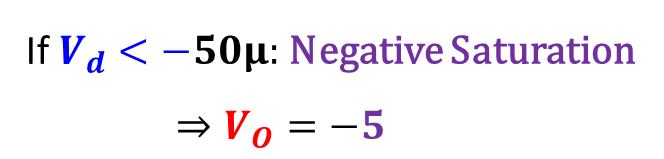 If V_d < −50μ: Negative Saturation
⇒ V_O = −5